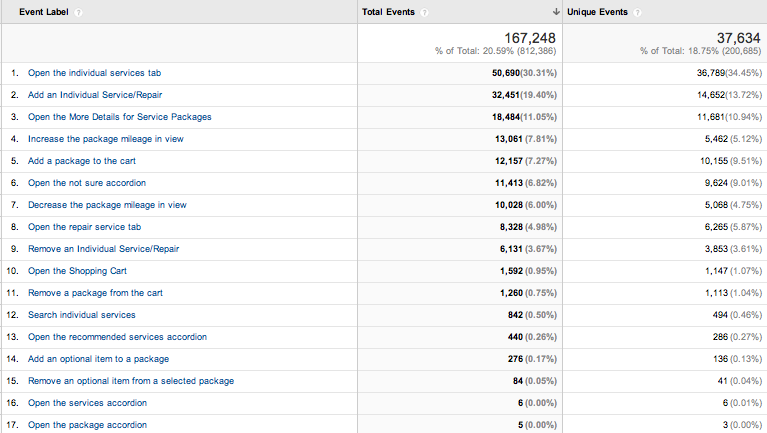 Event Label ? Total Events ? Unique Events ?
167,248 37,634
% of Total: 20.59% (812,386) % of Total: 18.75% (200,685)
1. Open the individual services tab 50,690(30.31%) 36,789(34.45%)
2. Add an Individual Service/Repair 32,451(19.40%) 14,652(13.72%)
3. Open the More Details for Service Packages 18,484(11.05%) 11,681(10.94%)
4. Increase the package mileage in view 13,061 (7.81%) 5,462 (5.12%)
5. Add a package to the cart 12,157 (7.27%) 10,155 (9.51%)
6. Open the not sure accordion 11,413 (6.82%) 9,624 (9.01%)
7. Decrease the package mileage in view 10,028 (6.00%) 5,068 (4.75%)
8. Open the repair service tab 8,328 (4.98%) 6,265 (5.87%)
9. Remove an Individual Service/Repair 6,131 (3.67%) 3,853 (3.61%)
10. Open the Shopping Cart 1,592 (0.95%) 1,147 (1.07%)
11. Remove a package from the cart 1,260 (0.75%) 1,113 (1.04%)
12. Search individual services 842 (0.50%) 494 (0.46%)
13. Open the recommended services accordion 440 (0.26%) 286 (0.27%)
14. Add an optional item to a package 276 (0.17%) 136 (0.13%)
15. Remove an optional item from a selected package 84 (0.05%) 41 (0.04%)
16. Open the services accordion 6 (0.00%) 6 (0.01%)
17. Open the package accordion 5 (0.00%) 3 (0.00%)